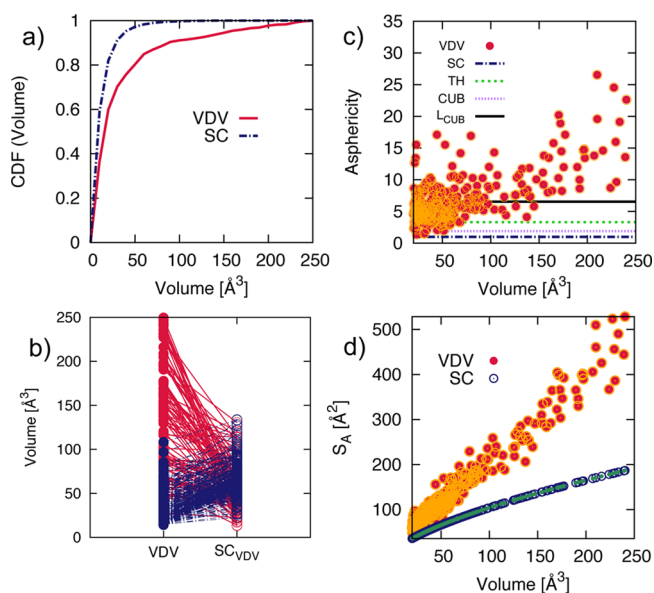 a)
CDF (Volume)
1
0.8
0.6
0.4
0.2
0
VDV
SC
0 50 100 150 200 250
Volume [Å³]
c)
Asphericity
35
30
25
20
15
10
5
0
VDV
SC
TH
CUB
L_CUB
50 100 150 200 250
Volume [Å³]
b)
Volume [Å³]
250
200
150
100
50
0
VDV SC_VDV
d)
S_A [Å²]
500
400
300
200
100
VDV
SC
50 100 150 200 250
Volume [Å³]